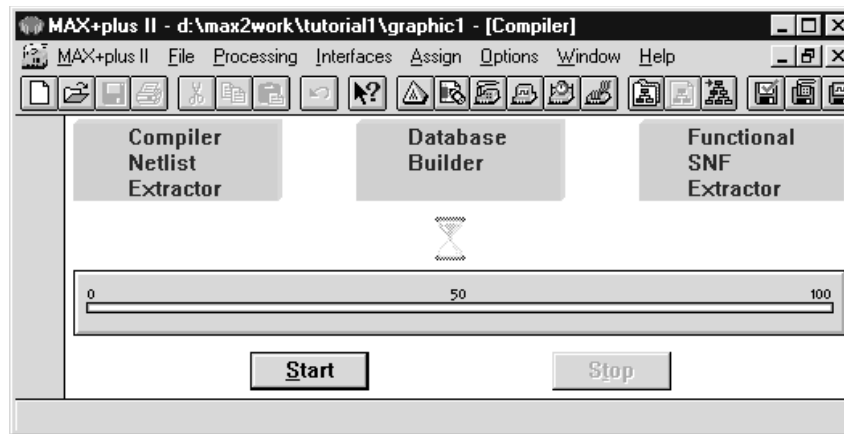 MAX+plus II - d:\max2work\tutorial1\graphic1 - [Compiler]
MAX+plus II File Processing Interfaces Assign Options Window Help
Compiler
Netlist
Extractor
Database
Builder
Functional
SNF
Extractor
0 50 100
Start Stop